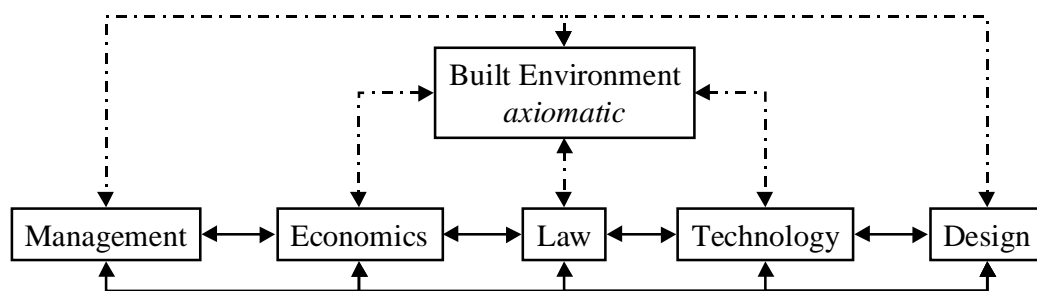 Built Environment
axiomatic
Management
Economics
Law
Technology
Design